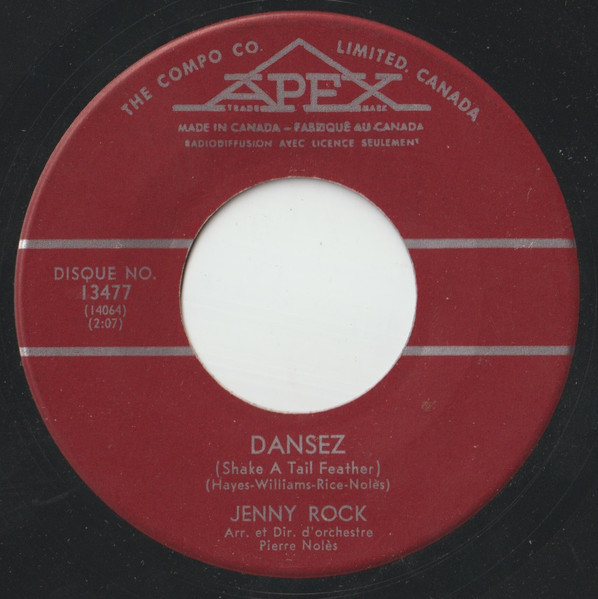 THE COMPO CO. LIMITED. CANADA
APEX
TRADE MARK
MADE IN CANADA – FABRIQUÉ AU CANADA
RADIODIFFUSION AVEC LICENCE SEULEMENT
DISQUE NO.
13477
(14064)
(2:07)
DANSEZ
(Shake A Tail Feather)
(Hayes-Williams-Rice-Nolès)
JENNY ROCK
Arr. et Dir. d'orchestre
Pierre Nolès